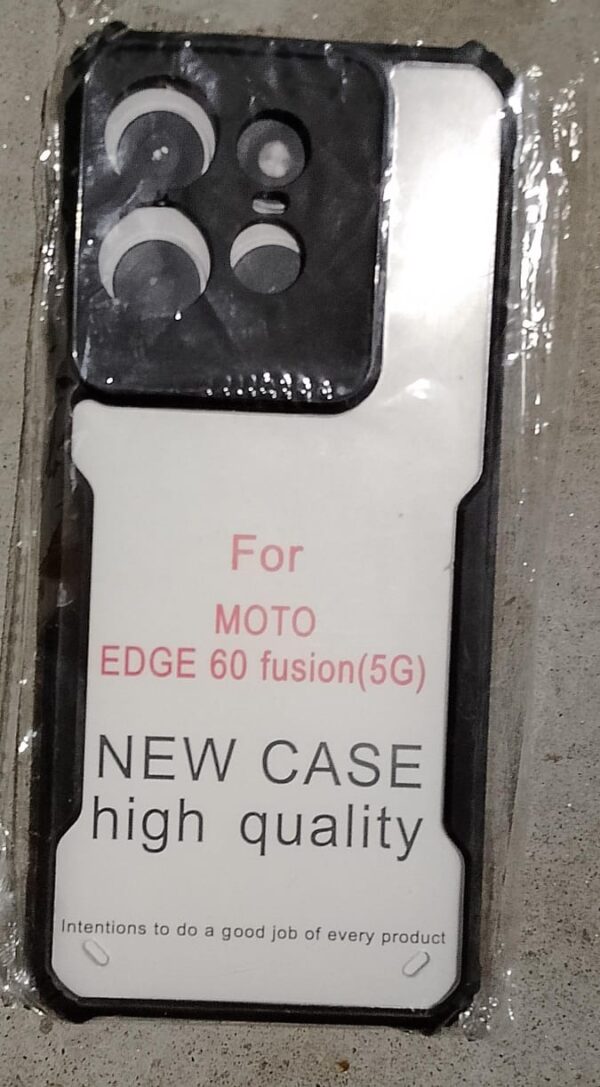 For
MOTO
EDGE 60 fusion(5G)
NEW CASE
high quality
Intentions to do a good job of every product